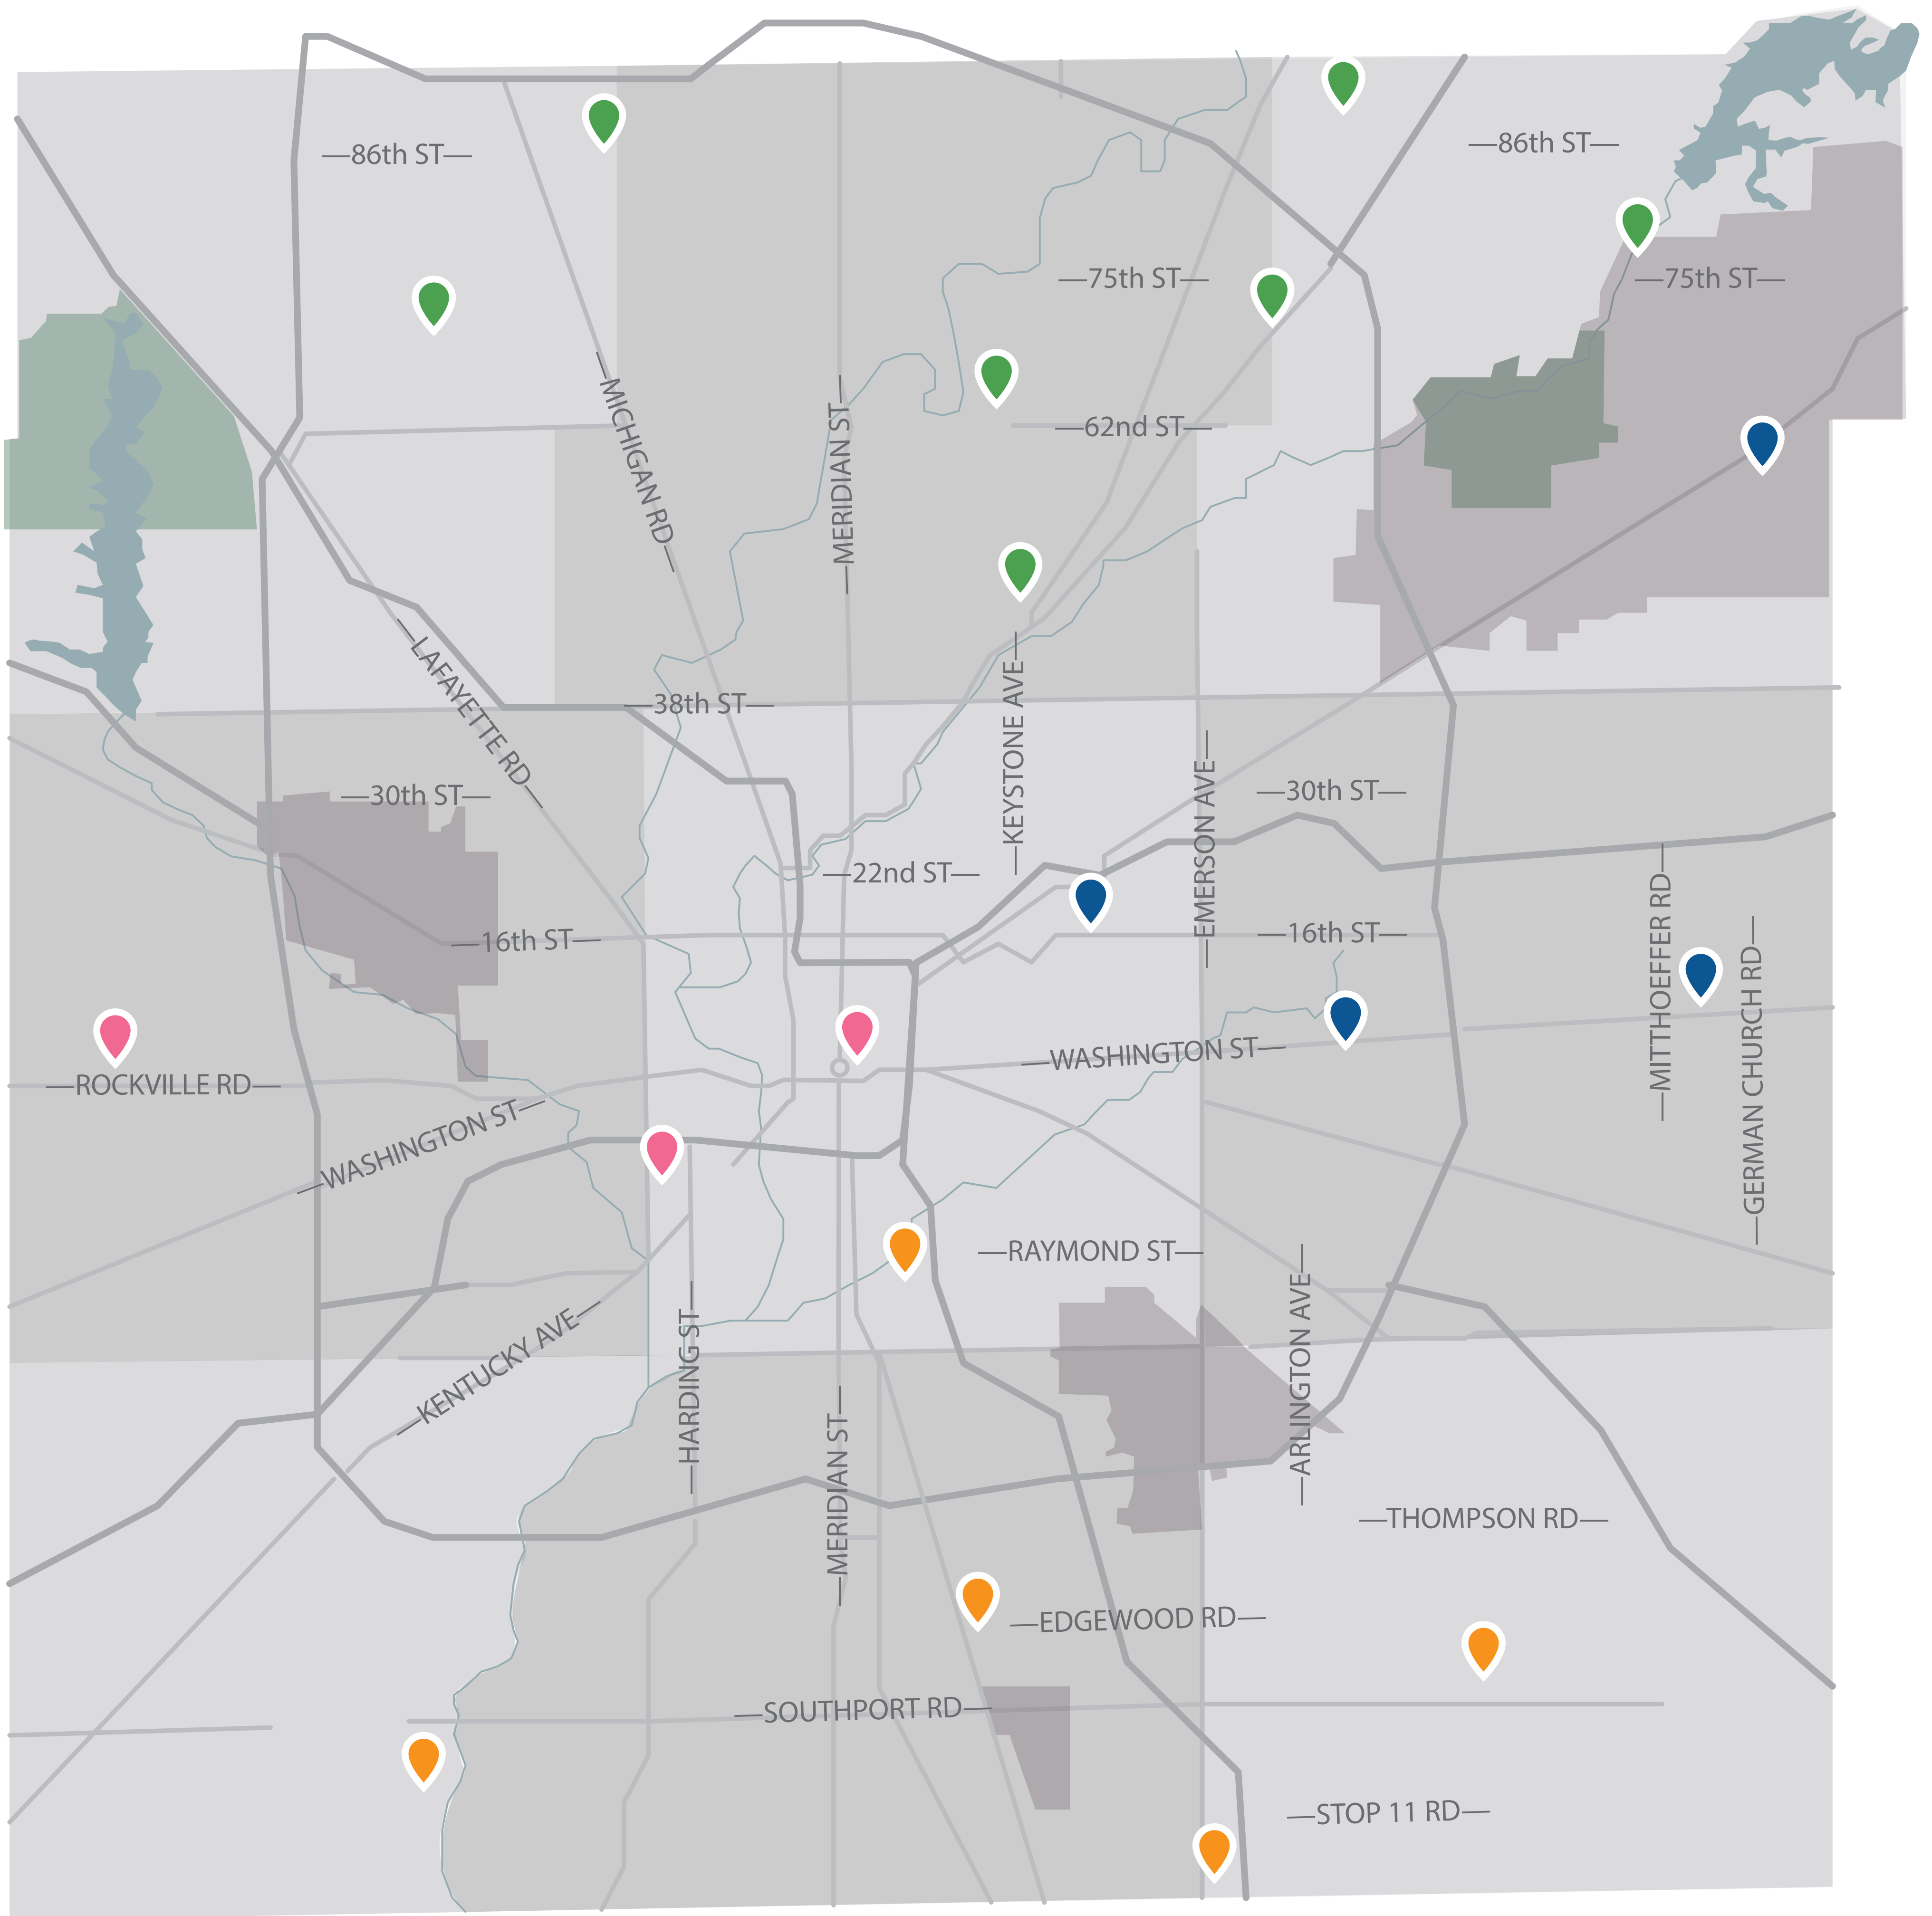 86th ST
86th ST
75th ST
75th ST
MICHIGAN RD
MERIDIAN ST
62nd ST
LAFAYETTE RD
38th ST
KEYSTONE AVE
EMERSON AVE
30th ST
30th ST
22nd ST
16th ST
16th ST
MITTHOEFFER RD
GERMAN CHURCH RD
WASHINGTON ST
ROCKVILLE RD
WASHINGTON ST
RAYMOND ST
KENTUCKY AVE
HARDING ST
ARLINGTON AVE
MERIDIAN ST
THOMPSON RD
EDGEWOOD RD
SOUTHPORT RD
STOP 11 RD